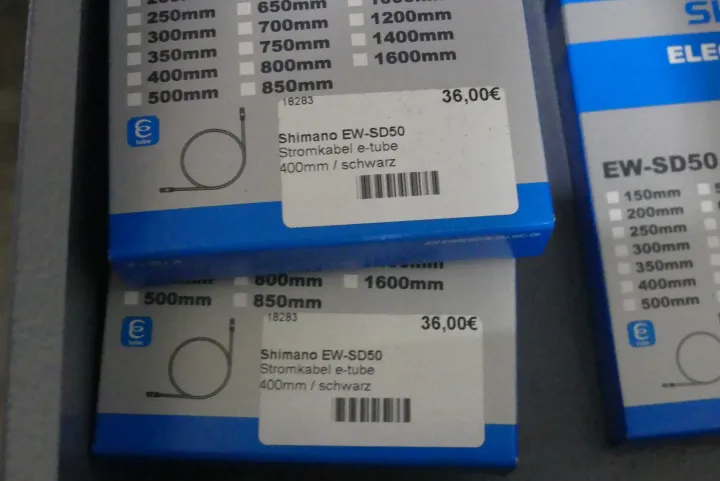 250mm
300mm
350mm
400mm
500mm
650mm
700mm
750mm
800mm
850mm
1200mm
1400mm
1600mm
18283
36,00€
Shimano EW-SD50
Stromkabel e-tube
400mm / schwarz
500mm
800mm
850mm
1600mm
18283
36,00€
Shimano EW-SD50
Stromkabel e-tube
400mm / schwarz
ELE
EW-SD50
150mm
200mm
250mm
300mm
350mm
400mm
500mm